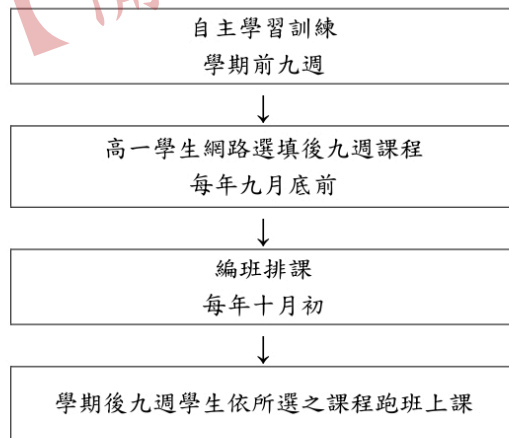 自主學習訓練
學期前九週
↓
高一學生網路選填後九週課程
每年九月底前
↓
編班排課
每年十月初
↓
學期後九週學生依所選之課程跑班上課